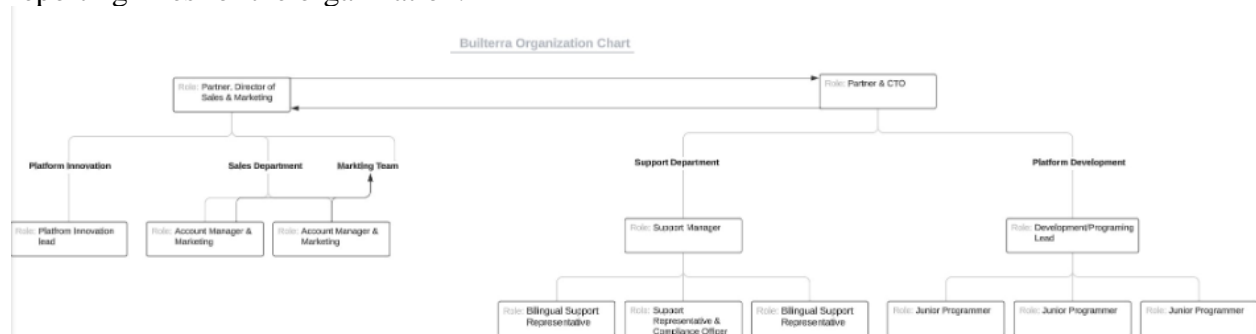 Builterra Organization Chart
Role: Partner, Director of
Sales & Marketing
Role: Partner & CTO
Platform Innovation
Sales Department
Markting Team
Support Department
Platform Development
Role: Platfrom Innovation
lead
Role: Account Manager &
Marketing
Role: Account Manager &
Marketing
Role: Support Manager
Role: Development/Programing
Lead
Role: Bilingual Support
Representative
Role: Support
Representative &
Compliance Officer
Role: Bilingual Support
Representative
Role: Junior Programmer
Role: Junior Programmer
Role: Junior Programmer